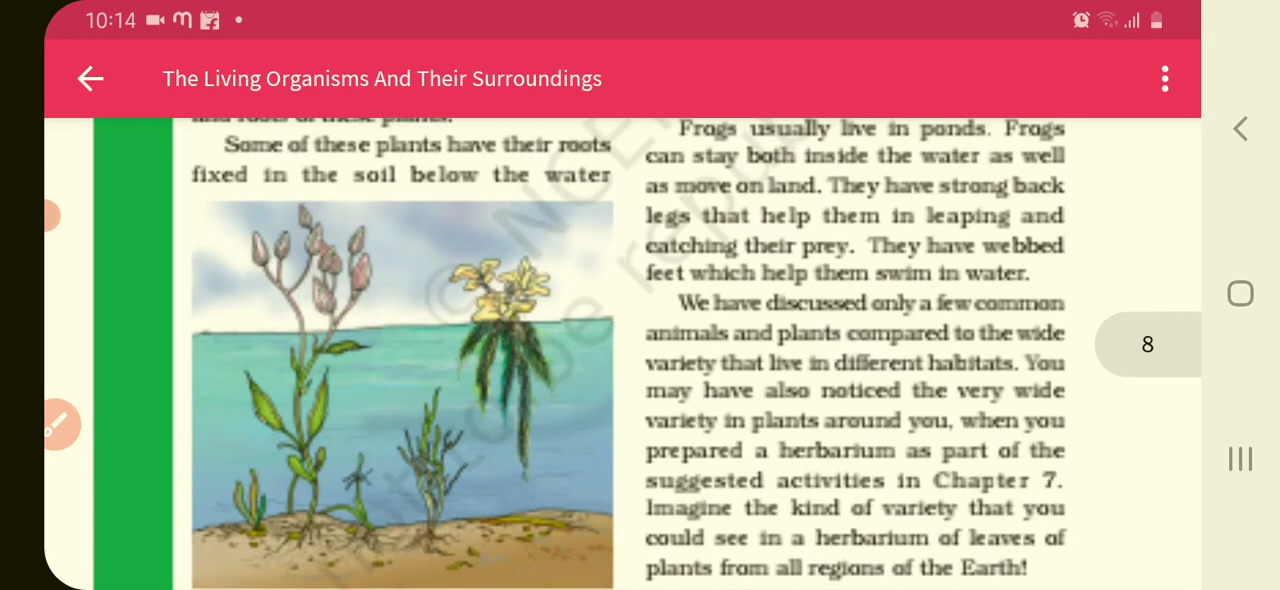 10:14
The Living Organisms And Their Surroundings
and roots of these plants.
Some of these plants have their roots
fixed in the soil below the water
Frogs usually live in ponds. Frogs
can stay both inside the water as well
as move on land. They have strong back
legs that help them in leaping and
catching their prey. They have webbed
feet which help them swim in water.
We have discussed only a few common
animals and plants compared to the wide
variety that live in different habitats. You
may have also noticed the very wide
variety in plants around you, when you
prepared a herbarium as part of the
suggested activities in Chapter 7.
Imagine the kind of variety that you
could see in a herbarium of leaves of
plants from all regions of the Earth!
8